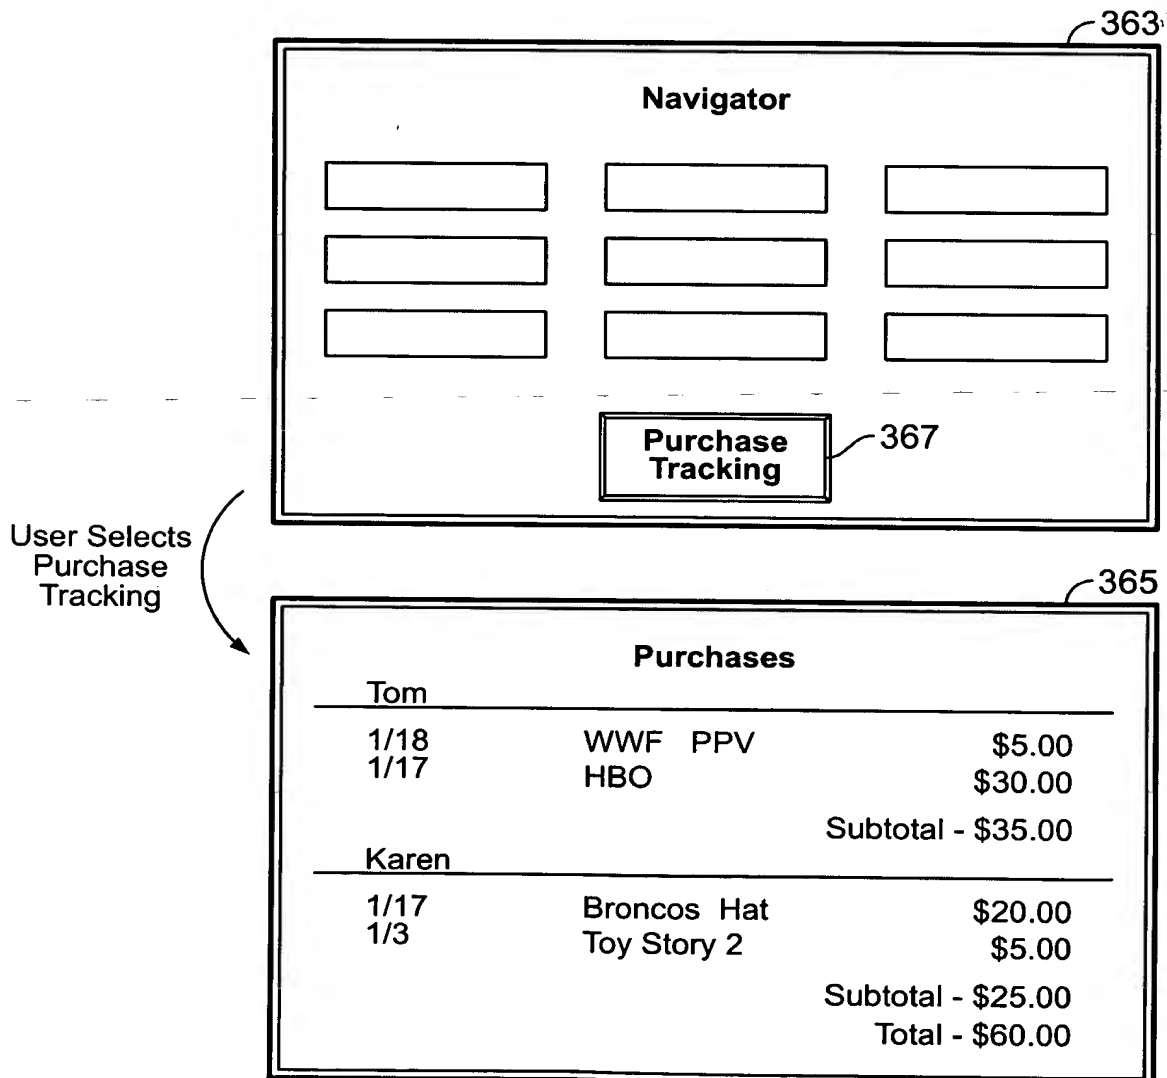 363
Navigator
Purchase
Tracking
367
User Selects
Purchase
Tracking
365
Purchases
Tom
1/18 WWF PPV $5.00
1/17 HBO $30.00
Subtotal - $35.00
Karen
1/17 Broncos Hat $20.00
1/3 Toy Story 2 $5.00
Subtotal - $25.00
Total - $60.00